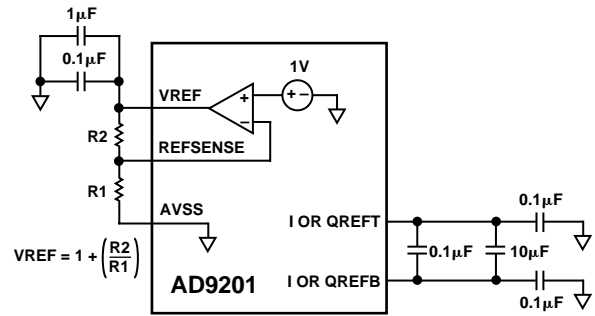 1µF
0.1µF
1V
VREF
+
+ –
–
R2
REFSENSE
R1
AVSS
0.1µF
I OR QREFT
VREF = 1 + (R2/R1)
0.1µF
10µF
AD9201
I OR QREFB
0.1µF